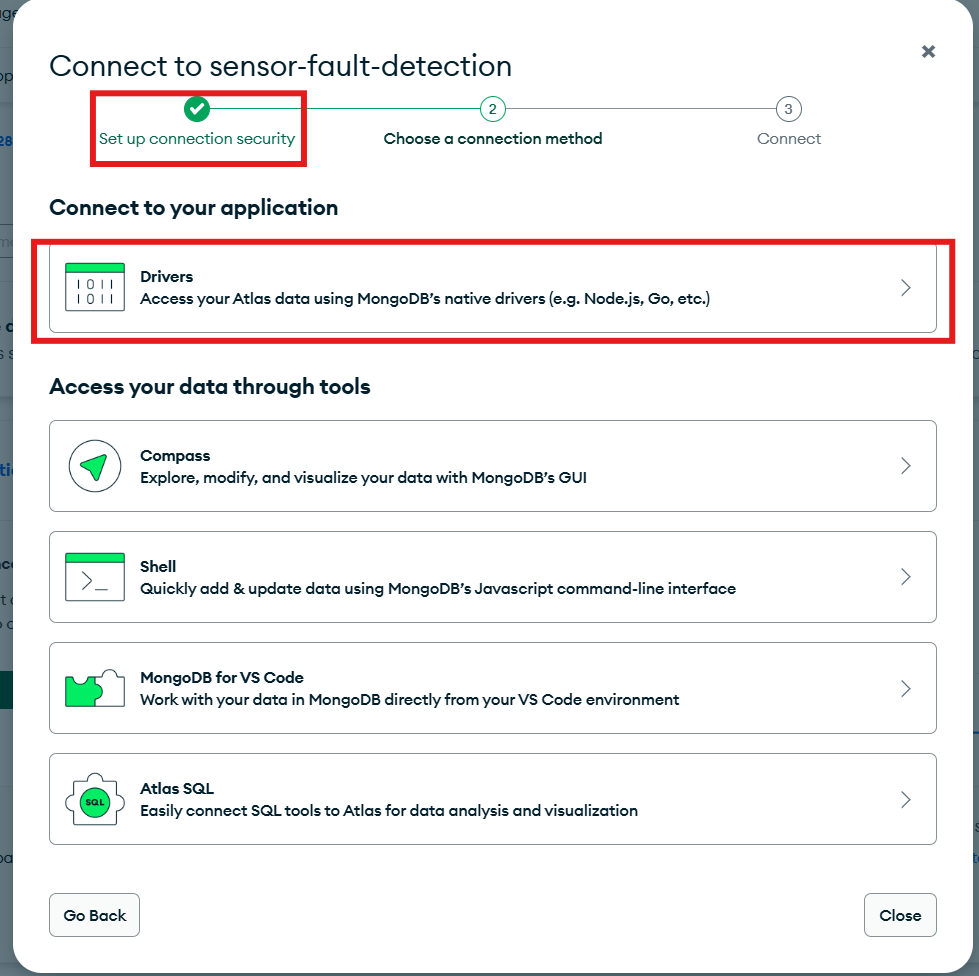 Connect to sensor-fault-detection
2
3
Set up connection security
Choose a connection method
Connect
Connect to your application
Drivers
Access your Atlas data using MongoDB’s native drivers (e.g. Node.js, Go, etc.)
Access your data through tools
Compass
Explore, modify, and visualize your data with MongoDB’s GUI
Shell
Quickly add & update data using MongoDB’s Javascript command-line interface
MongoDB for VS Code
Work with your data in MongoDB directly from your VS Code environment
SQL
Atlas SQL
Easily connect SQL tools to Atlas for data analysis and visualization
Go Back
Close